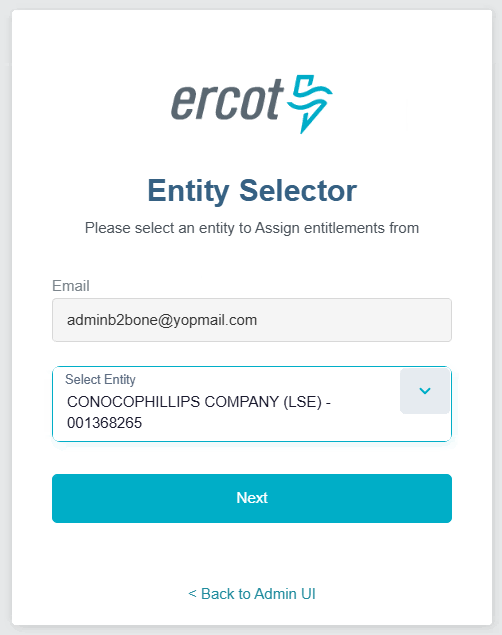 ercot
Entity Selector
Please select an entity to Assign entitlements from
Email
adminb2bone@yopmail.com
Select Entity
CONOCOPHILLIPS COMPANY (LSE) -
001368265
Next
< Back to Admin UI